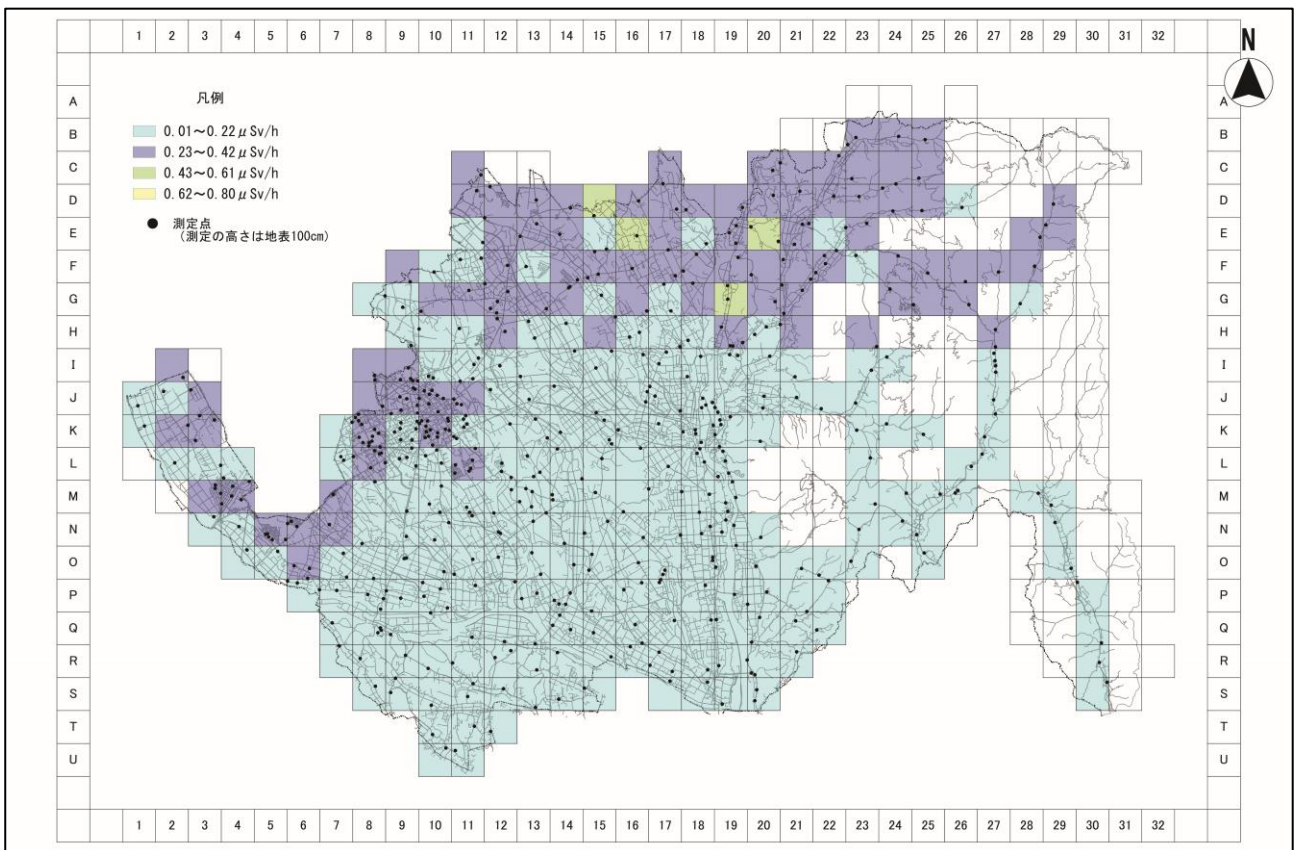 1 2 3 4 5 6 7 8 9 10 11 12 13 14 15 16 17 18 19 20 21 22 23 24 25 26 27 28 29 30 31 32
N
凡例
0.01～0.22μSv/h
0.23～0.42μSv/h
0.43～0.61μSv/h
0.62～0.80μSv/h
● 測定点
(測定の高さは地表100cm)
A A
B B
C C
D D
E E
F F
G G
H H
I I
J J
K K
L L
M M
N N
O O
P P
Q Q
R R
S S
T T
U U
1 2 3 4 5 6 7 8 9 10 11 12 13 14 15 16 17 18 19 20 21 22 23 24 25 26 27 28 29 30 31 32